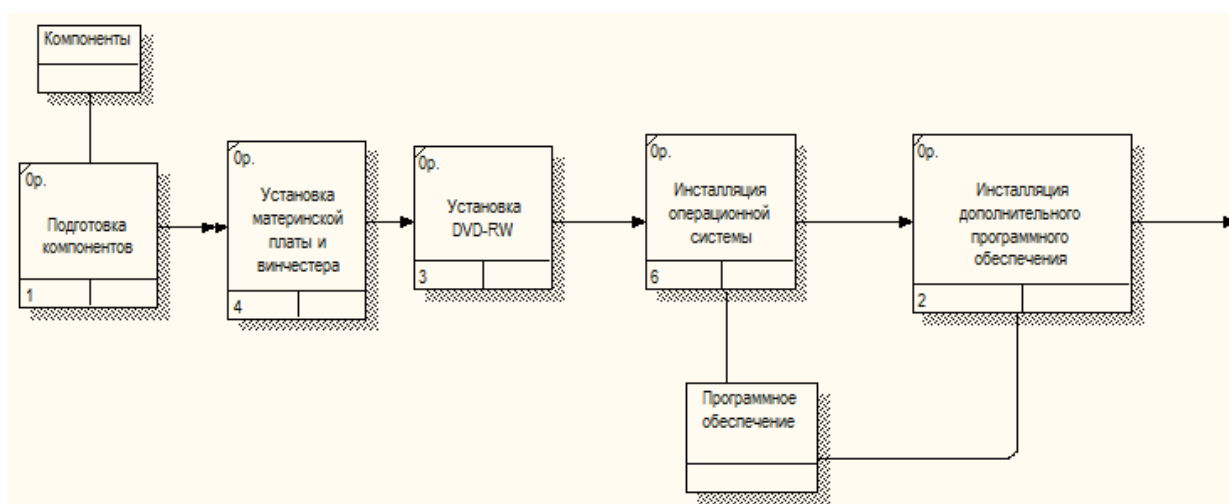 Компоненты
0р.
Подготовка
компонентов
1
0р.
Установка
материнской
платы и
винчестера
4
0р.
Установка
DVD-RW
3
0р.
Инсталляция
операционной
системы
6
0р.
Инсталляция
дополнительного
программного
обеспечения
2
Программное
обеспечение